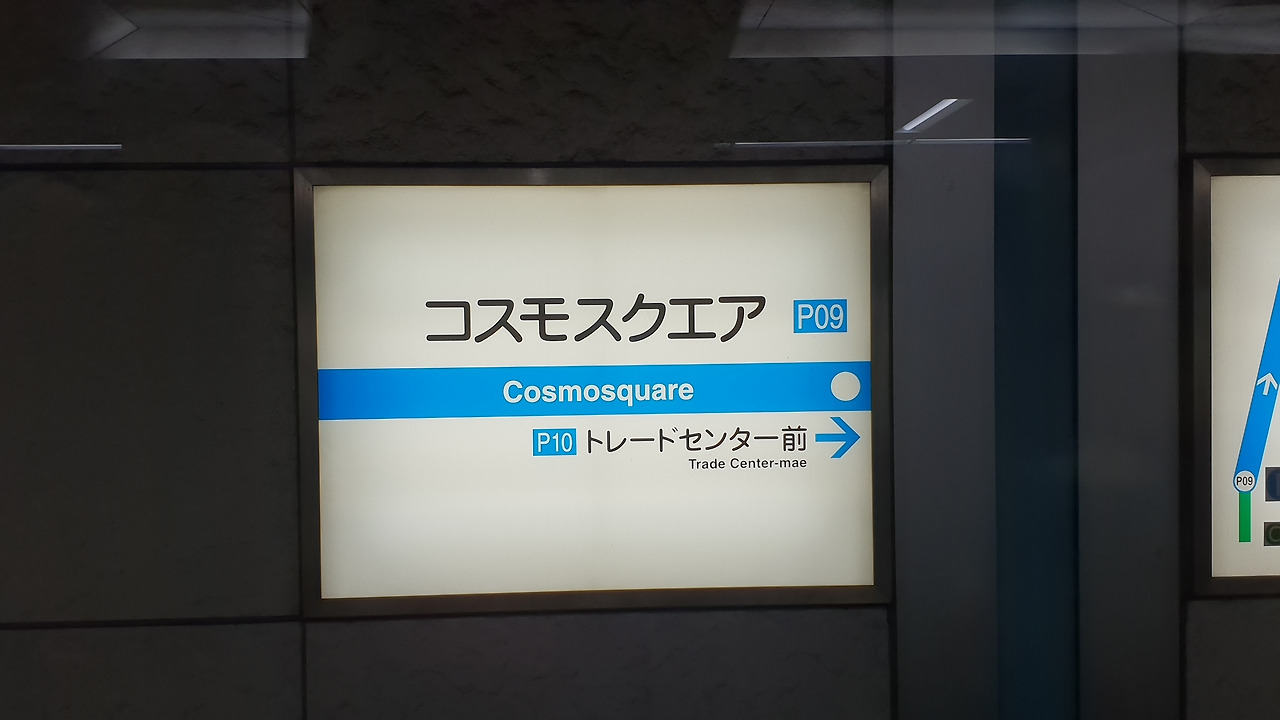 コスモスクエア P09
Cosmosquare
P10 トレードセンター前
Trade Center-mae
P09